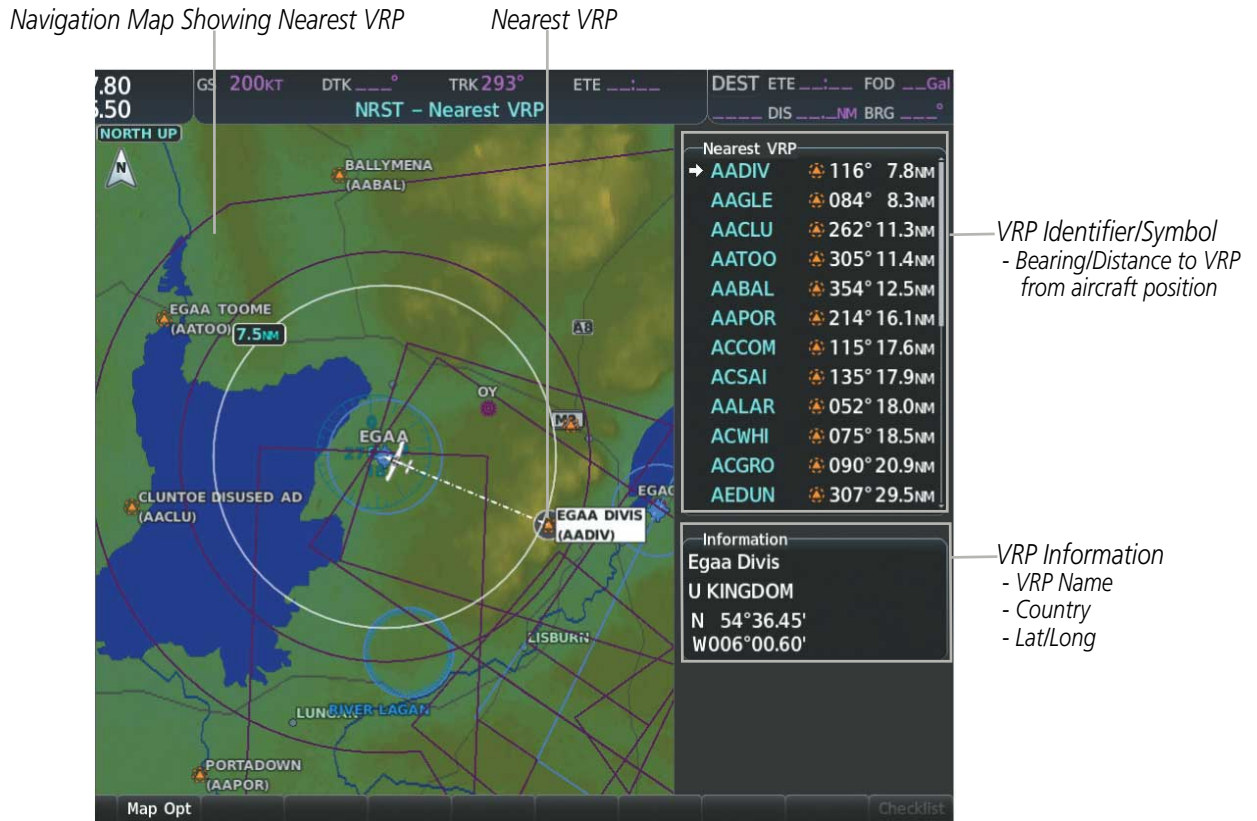 Navigation Map Showing Nearest VRP
Nearest VRP
7.80
5.50
GS 200KT DTK ___° TRK 293° ETE __:__
NRST – Nearest VRP
DEST ETE __:__ FOD __Gal
____ DIS __._NM BRG ___°
NORTH UP
N
BALLYMENA
(AABAL)
EGAA TOOME
(AATOO)
7.5NM
A8
OY
M2
EGAA
CLUNTOE DISUSED AD
(AACLU)
EGAC
EGAA DIVIS
(AADIV)
LISBURN
RIVER LAGAN
PORTADOWN
(AAPOR)
Nearest VRP
AADIV 116° 7.8NM
AAGLE 084° 8.3NM
AACLU 262° 11.3NM
AATOO 305° 11.4NM
AABAL 354° 12.5NM
AAPOR 214° 16.1NM
ACCOM 115° 17.6NM
ACSAI 135° 17.9NM
AALAR 052° 18.0NM
ACWHI 075° 18.5NM
ACGRO 090° 20.9NM
AEDUN 307° 29.5NM
Information
Egaa Divis
U KINGDOM
N 54°36.45'
W006°00.60'
VRP Identifier/Symbol
- Bearing/Distance to VRP
from aircraft position
VRP Information
- VRP Name
- Country
- Lat/Long
Map Opt
Checklist